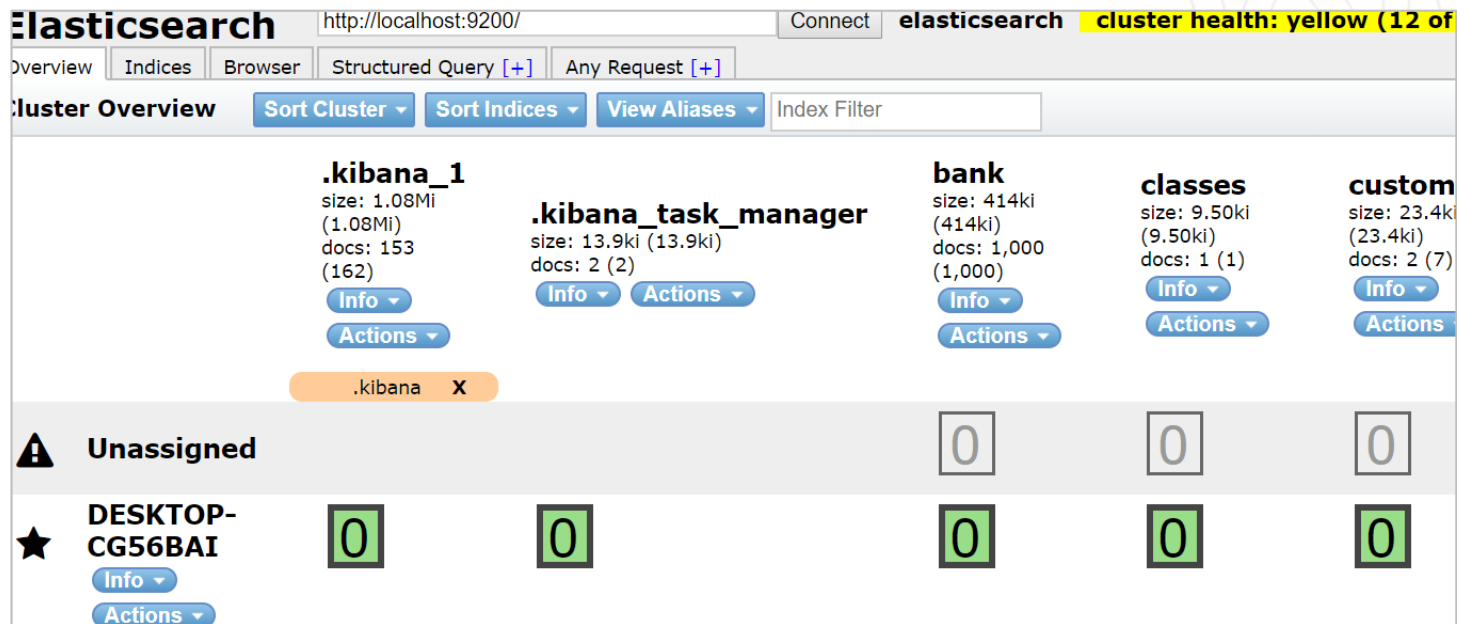 Elasticsearch http://localhost:9200/ Connect elasticsearch cluster health: yellow (12 of
Overview Indices Browser Structured Query [+] Any Request [+]
Cluster Overview Sort Cluster Sort Indices View Aliases Index Filter
.kibana_1
size: 1.08Mi
(1.08Mi)
docs: 153
(162)
Info
Actions
.kibana X
.kibana_task_manager
size: 13.9ki (13.9ki)
docs: 2 (2)
Info Actions
bank
size: 414ki
(414ki)
docs: 1,000
(1,000)
Info
Actions
classes
size: 9.50ki
(9.50ki)
docs: 1 (1)
Info
Actions
custom
size: 23.4ki
(23.4ki)
docs: 2 (7)
Info
Actions
Unassigned 0 0 0
DESKTOP-
CG56BAI
0 0 0 0 0
Info
Actions